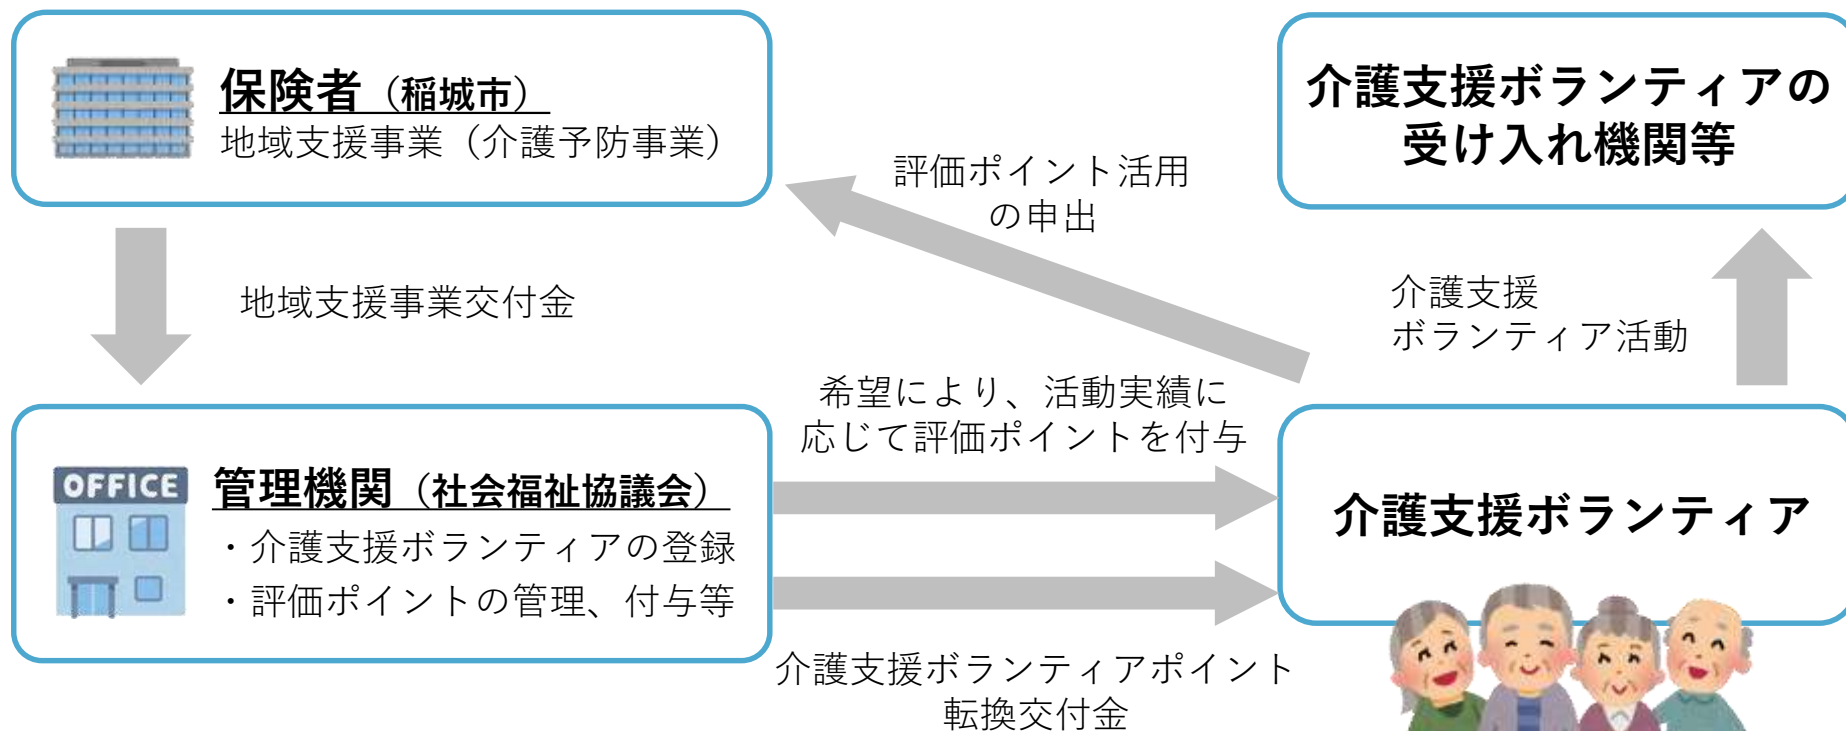 保険者（稲城市）
地域支援事業（介護予防事業）
介護支援ボランティアの
受け入れ機関等
評価ポイント活用
の申出
地域支援事業交付金
介護支援
ボランティア活動
希望により、活動実績に
応じて評価ポイントを付与
OFFICE
管理機関（社会福祉協議会）
・介護支援ボランティアの登録
・評価ポイントの管理、付与等
介護支援ボランティア
介護支援ボランティアポイント
転換交付金